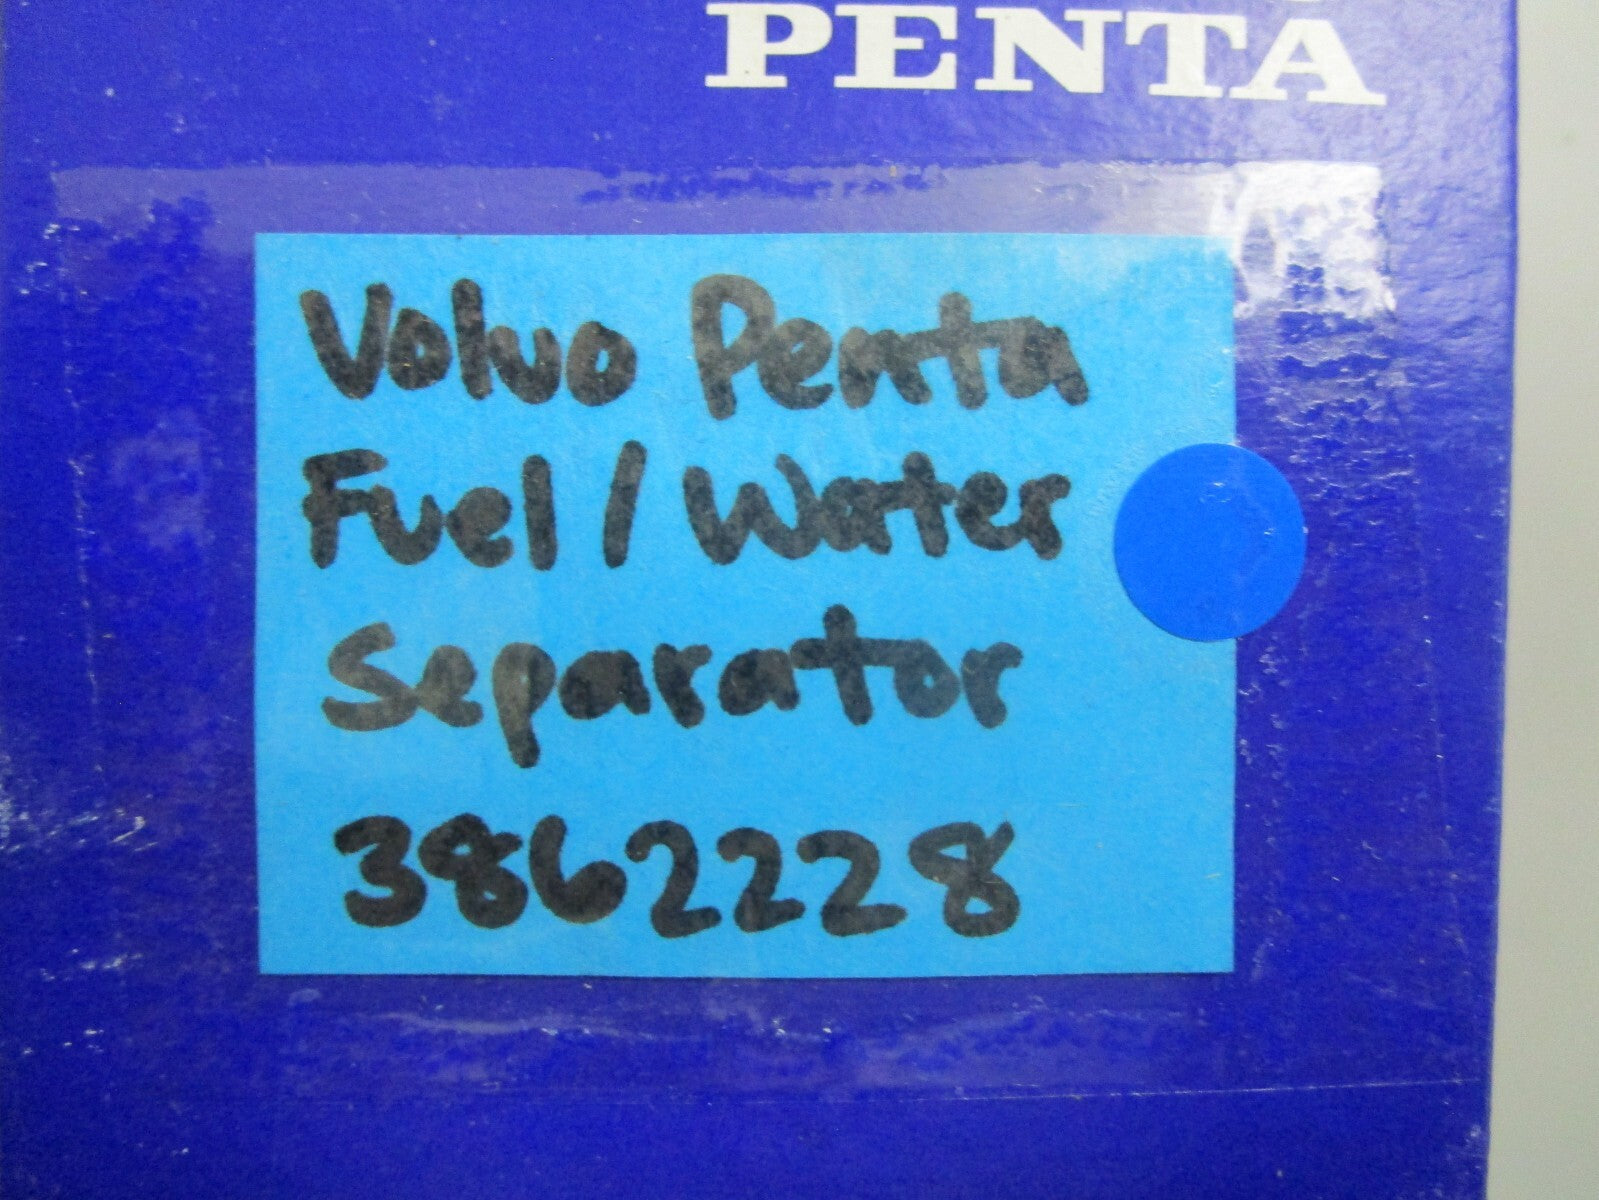 PENTA
Volvo Penta
Fuel/Water
Separator
3862228